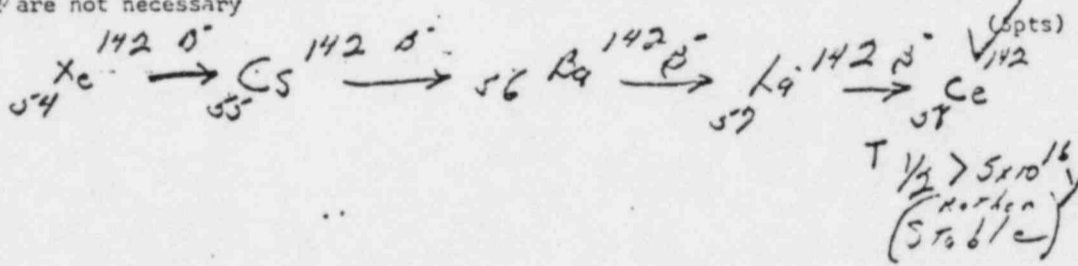 are not necessary
(5pts)
54 Xe 142 β⁻ → 55 Cs 142 β⁻ → 56 Ba 142 β⁻ → 57 La 142 β⁻ → 58 Ce 142
T 1/2 > 5x10^16 y
(rather
stable)